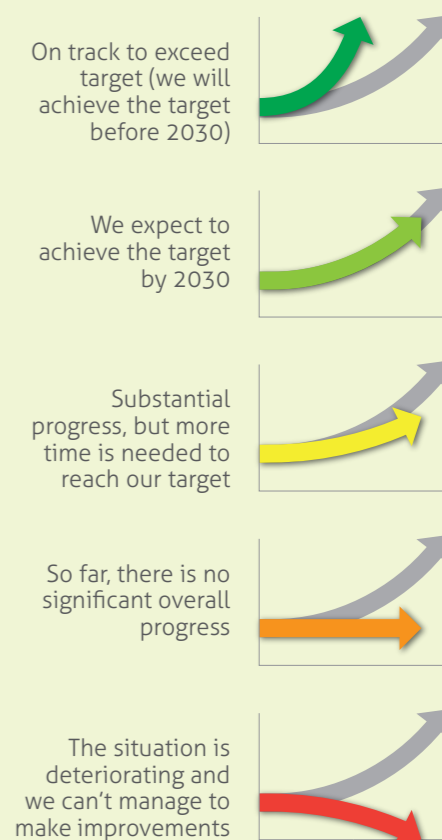 On track to exceed
target (we will
achieve the target
before 2030)
We expect to
achieve the target
by 2030
Substantial
progress, but more
time is needed to
reach our target
So far, there is no
significant overall
progress
The situation is
deteriorating and
we can't manage to
make improvements